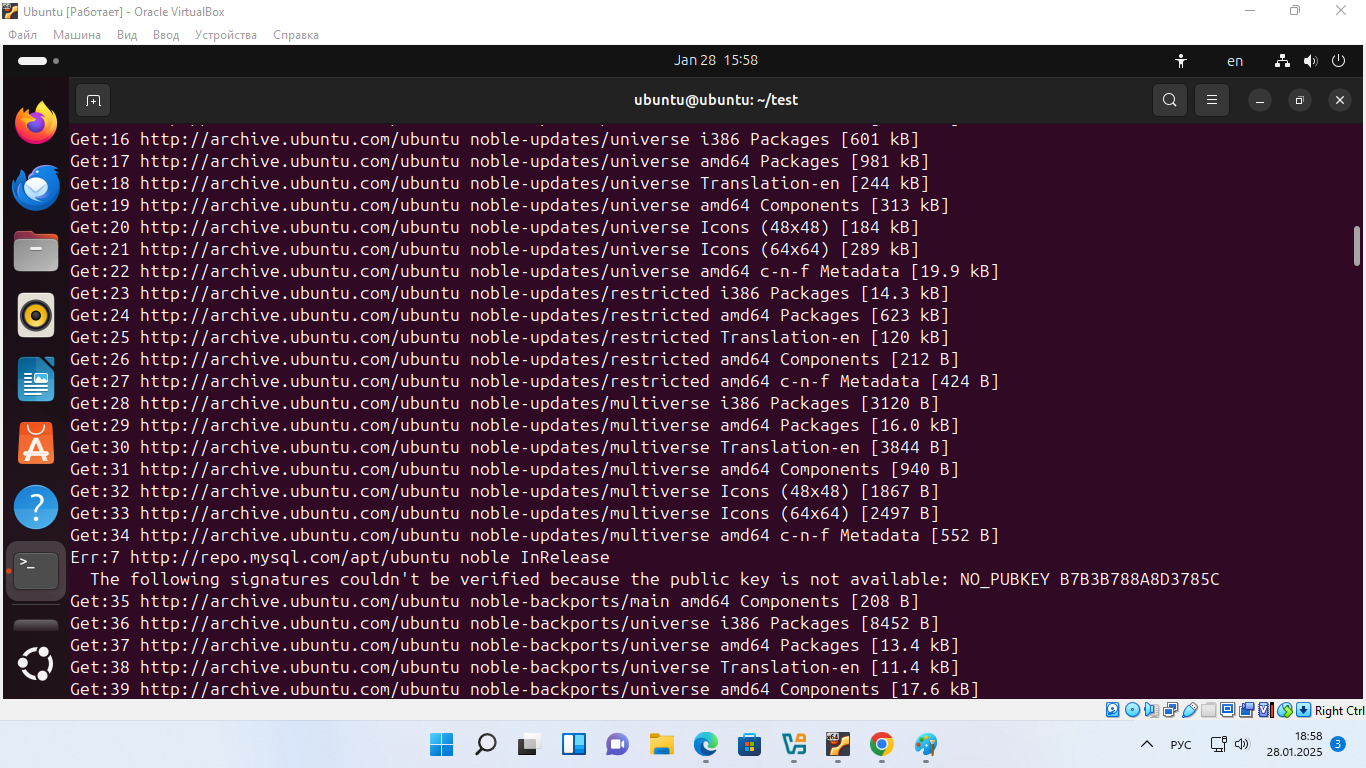 Ubuntu [Работает] - Oracle VirtualBox
Файл Машина Вид Ввод Устройства Справка
Jan 28 15:58
en
ubuntu@ubuntu: ~/test
Get:16 http://archive.ubuntu.com/ubuntu noble-updates/universe i386 Packages [601 kB]
Get:17 http://archive.ubuntu.com/ubuntu noble-updates/universe amd64 Packages [981 kB]
Get:18 http://archive.ubuntu.com/ubuntu noble-updates/universe Translation-en [244 kB]
Get:19 http://archive.ubuntu.com/ubuntu noble-updates/universe amd64 Components [313 kB]
Get:20 http://archive.ubuntu.com/ubuntu noble-updates/universe Icons (48x48) [184 kB]
Get:21 http://archive.ubuntu.com/ubuntu noble-updates/universe Icons (64x64) [289 kB]
Get:22 http://archive.ubuntu.com/ubuntu noble-updates/universe amd64 c-n-f Metadata [19.9 kB]
Get:23 http://archive.ubuntu.com/ubuntu noble-updates/restricted i386 Packages [14.3 kB]
Get:24 http://archive.ubuntu.com/ubuntu noble-updates/restricted amd64 Packages [623 kB]
Get:25 http://archive.ubuntu.com/ubuntu noble-updates/restricted Translation-en [120 kB]
Get:26 http://archive.ubuntu.com/ubuntu noble-updates/restricted amd64 Components [212 B]
Get:27 http://archive.ubuntu.com/ubuntu noble-updates/restricted amd64 c-n-f Metadata [424 B]
Get:28 http://archive.ubuntu.com/ubuntu noble-updates/multiverse i386 Packages [3120 B]
Get:29 http://archive.ubuntu.com/ubuntu noble-updates/multiverse amd64 Packages [16.0 kB]
Get:30 http://archive.ubuntu.com/ubuntu noble-updates/multiverse Translation-en [3844 B]
Get:31 http://archive.ubuntu.com/ubuntu noble-updates/multiverse amd64 Components [940 B]
Get:32 http://archive.ubuntu.com/ubuntu noble-updates/multiverse Icons (48x48) [1867 B]
Get:33 http://archive.ubuntu.com/ubuntu noble-updates/multiverse Icons (64x64) [2497 B]
Get:34 http://archive.ubuntu.com/ubuntu noble-updates/multiverse amd64 c-n-f Metadata [552 B]
Err:7 http://repo.mysql.com/apt/ubuntu noble InRelease
The following signatures couldn't be verified because the public key is not available: NO_PUBKEY B7B3B788A8D3785C
Get:35 http://archive.ubuntu.com/ubuntu noble-backports/main amd64 Components [208 B]
Get:36 http://archive.ubuntu.com/ubuntu noble-backports/universe i386 Packages [8452 B]
Get:37 http://archive.ubuntu.com/ubuntu noble-backports/universe amd64 Packages [13.4 kB]
Get:38 http://archive.ubuntu.com/ubuntu noble-backports/universe Translation-en [11.4 kB]
Get:39 http://archive.ubuntu.com/ubuntu noble-backports/universe amd64 Components [17.6 kB]
Right Ctrl
РУС
18:58
28.01.2025
3